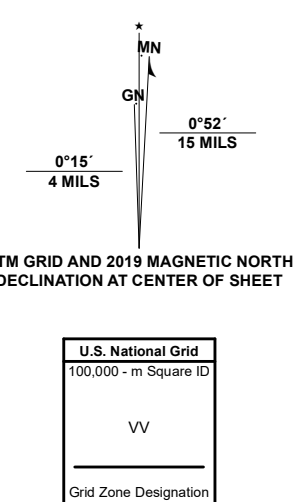 MN
GN
0°52´
15 MILS
0°15´
4 MILS
TM GRID AND 2019 MAGNETIC NORTH
DECLINATION AT CENTER OF SHEET
U.S. National Grid
100,000 - m Square ID
VV
Grid Zone Designation